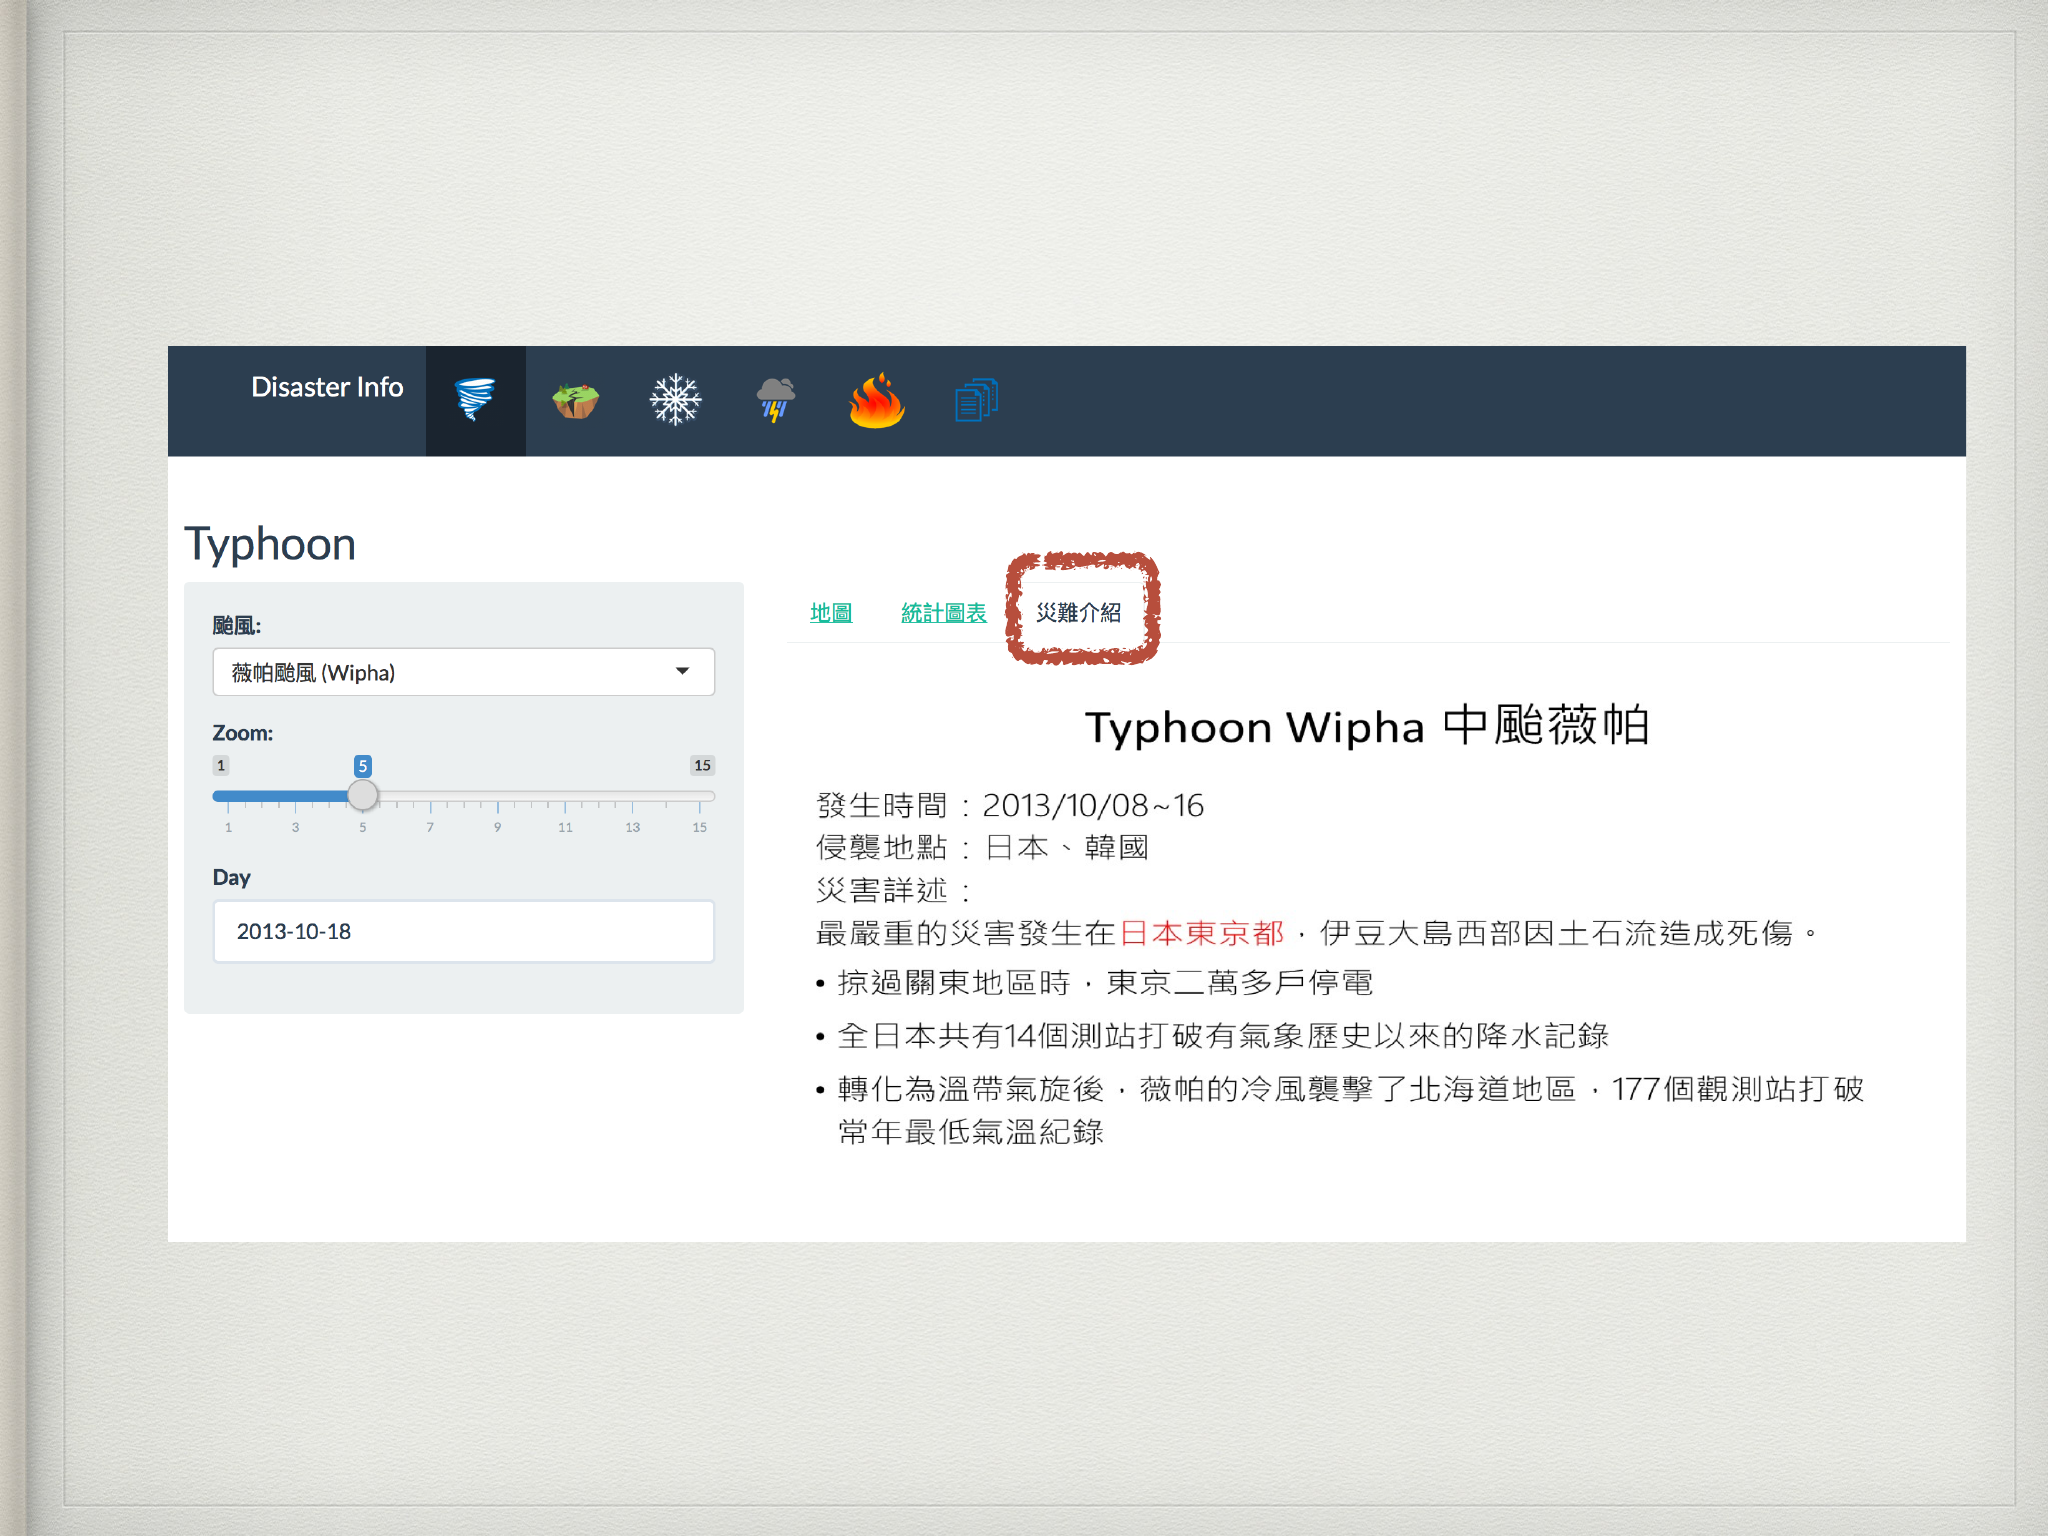 Disaster Info
Typhoon
颱風:
薇帕颱風 (Wipha)
Zoom:
1 5 15
1 3 5 7 9 11 13 15
Day
2013-10-18
地圖 統計圖表 災難介紹
Typhoon Wipha 中颱薇帕
發生時間：2013/10/08~16
侵襲地點：日本、韓國
災害詳述：
最嚴重的災害發生在日本東京都，伊豆大島西部因土石流造成死傷。
• 掠過關東地區時，東京二萬多戶停電
• 全日本共有14個測站打破有氣象歷史以來的降水記錄
• 轉化為溫帶氣旋後，薇帕的冷風襲擊了北海道地區，177個觀測站打破
常年最低氣溫紀錄